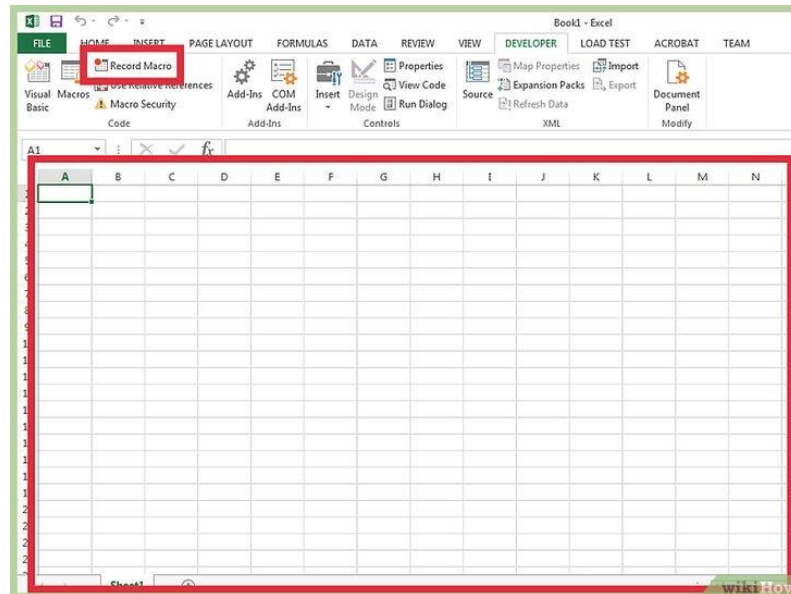 Book1 - Excel
FILE HOME INSERT PAGE LAYOUT FORMULAS DATA REVIEW VIEW DEVELOPER LOAD TEST ACROBAT TEAM
Record Macro
Use Relative References
Macro Security
Visual Basic
Macros
Code
Add-Ins
COM Add-Ins
Add-Ins
Insert
Design Mode
Properties
View Code
Run Dialog
Controls
Source
Map Properties
Expansion Packs
Refresh Data
Import
Export
XML
Document Panel
Modify
A1
fx
A B C D E F G H I J K L M N
Sheet1
wikiHow